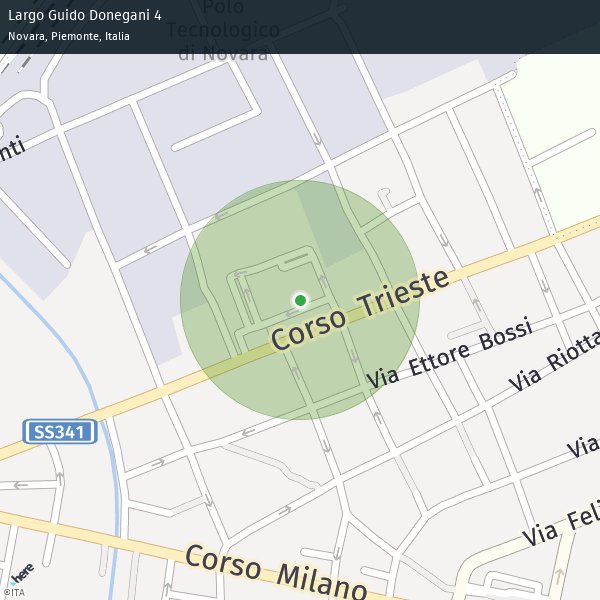 Largo Guido Donegani 4
Novara, Piemonte, Italia
Polo
Tecnologico
di Novara
nti
Corso Trieste
Via Ettore Bossi
Via Riotta
SS341
Via
Via Feli
Corso Milano
here
©ITA